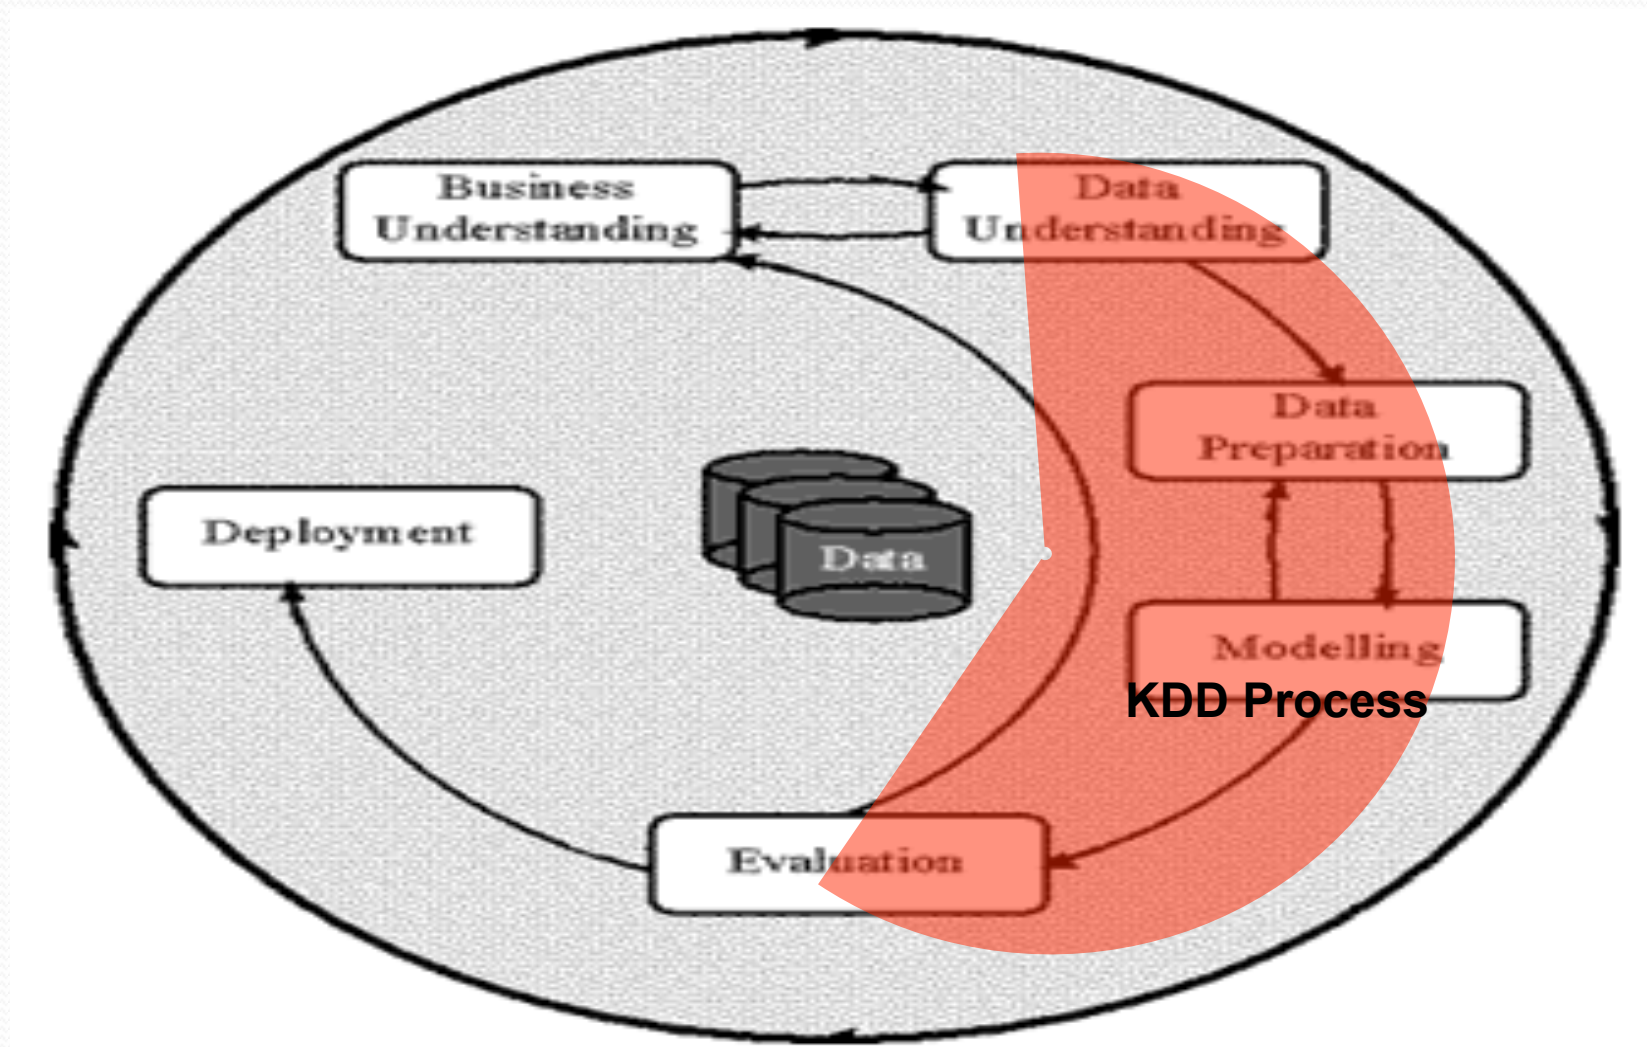 Business
Understanding
Data
Understanding
Data
Preparation
Deployment
Data
Modelling
KDD Process
Evaluation